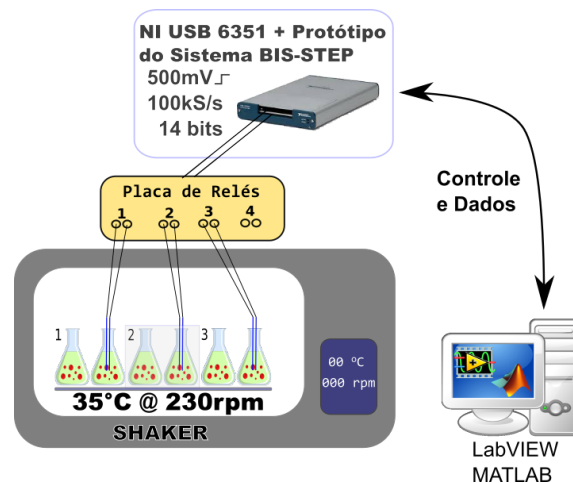 NI USB 6351 + Protótipo
do Sistema BIS-STEP
500mV
100kS/s
14 bits
Placa de Relés
1 2 3 4
Controle
e Dados
1 2 3
00 ºC
000 rpm
35°C @ 230rpm
SHAKER
LabVIEW
MATLAB